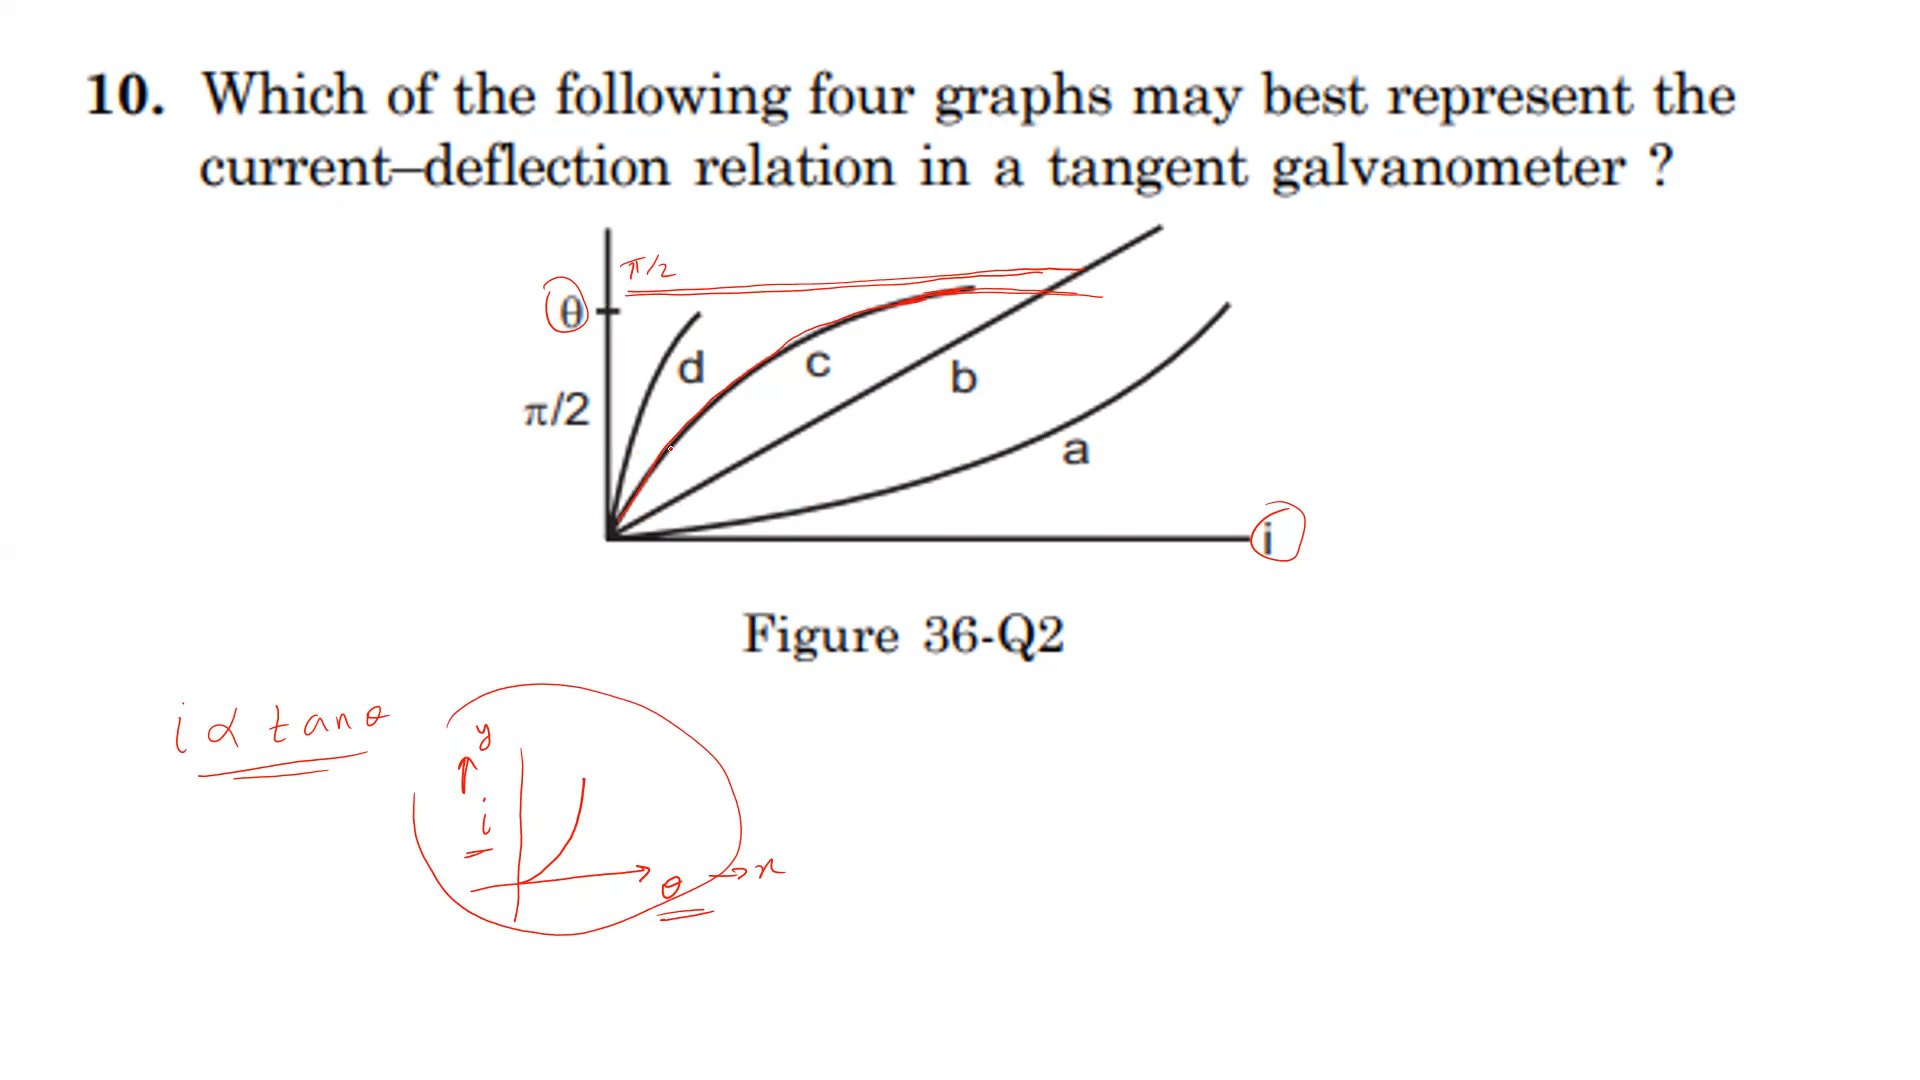 10. Which of the following four graphs may best represent the
current–deflection relation in a tangent galvanometer ?
π/2
θ
d
c
b
π/2
a
i
Figure 36-Q2
i α tan θ
y
i
θ → x